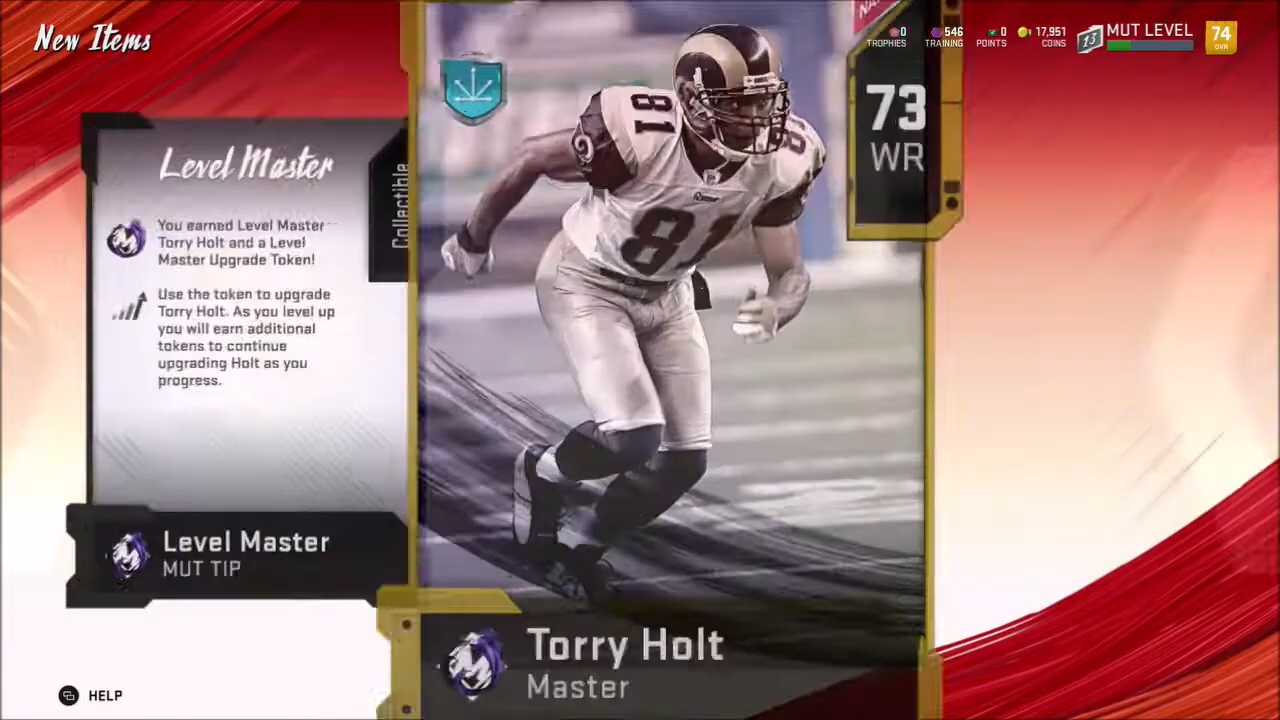 New Items
0
TROPHIES
546
TRAINING
0
POINTS
17,951
COINS
13
MUT LEVEL
74
OVR
Level Master
Collectible
You earned Level Master
Torry Holt and a Level
Master Upgrade Token!
Use the token to upgrade
Torry Holt. As you level up
you will earn additional
tokens to continue
upgrading Holt as you
progress.
Level Master
MUT TIP
73
WR
81
81
81
Torry Holt
Master
HELP